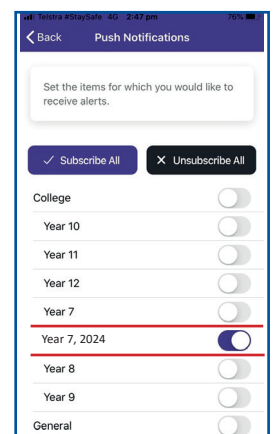 Telstra #StaySafe 4G 2:47 pm 76%
Back Push Notifications
Set the items for which you would like to
receive alerts.
✓ Subscribe All X Unsubscribe All
College
Year 10
Year 11
Year 12
Year 7
Year 7, 2024
Year 8
Year 9
General